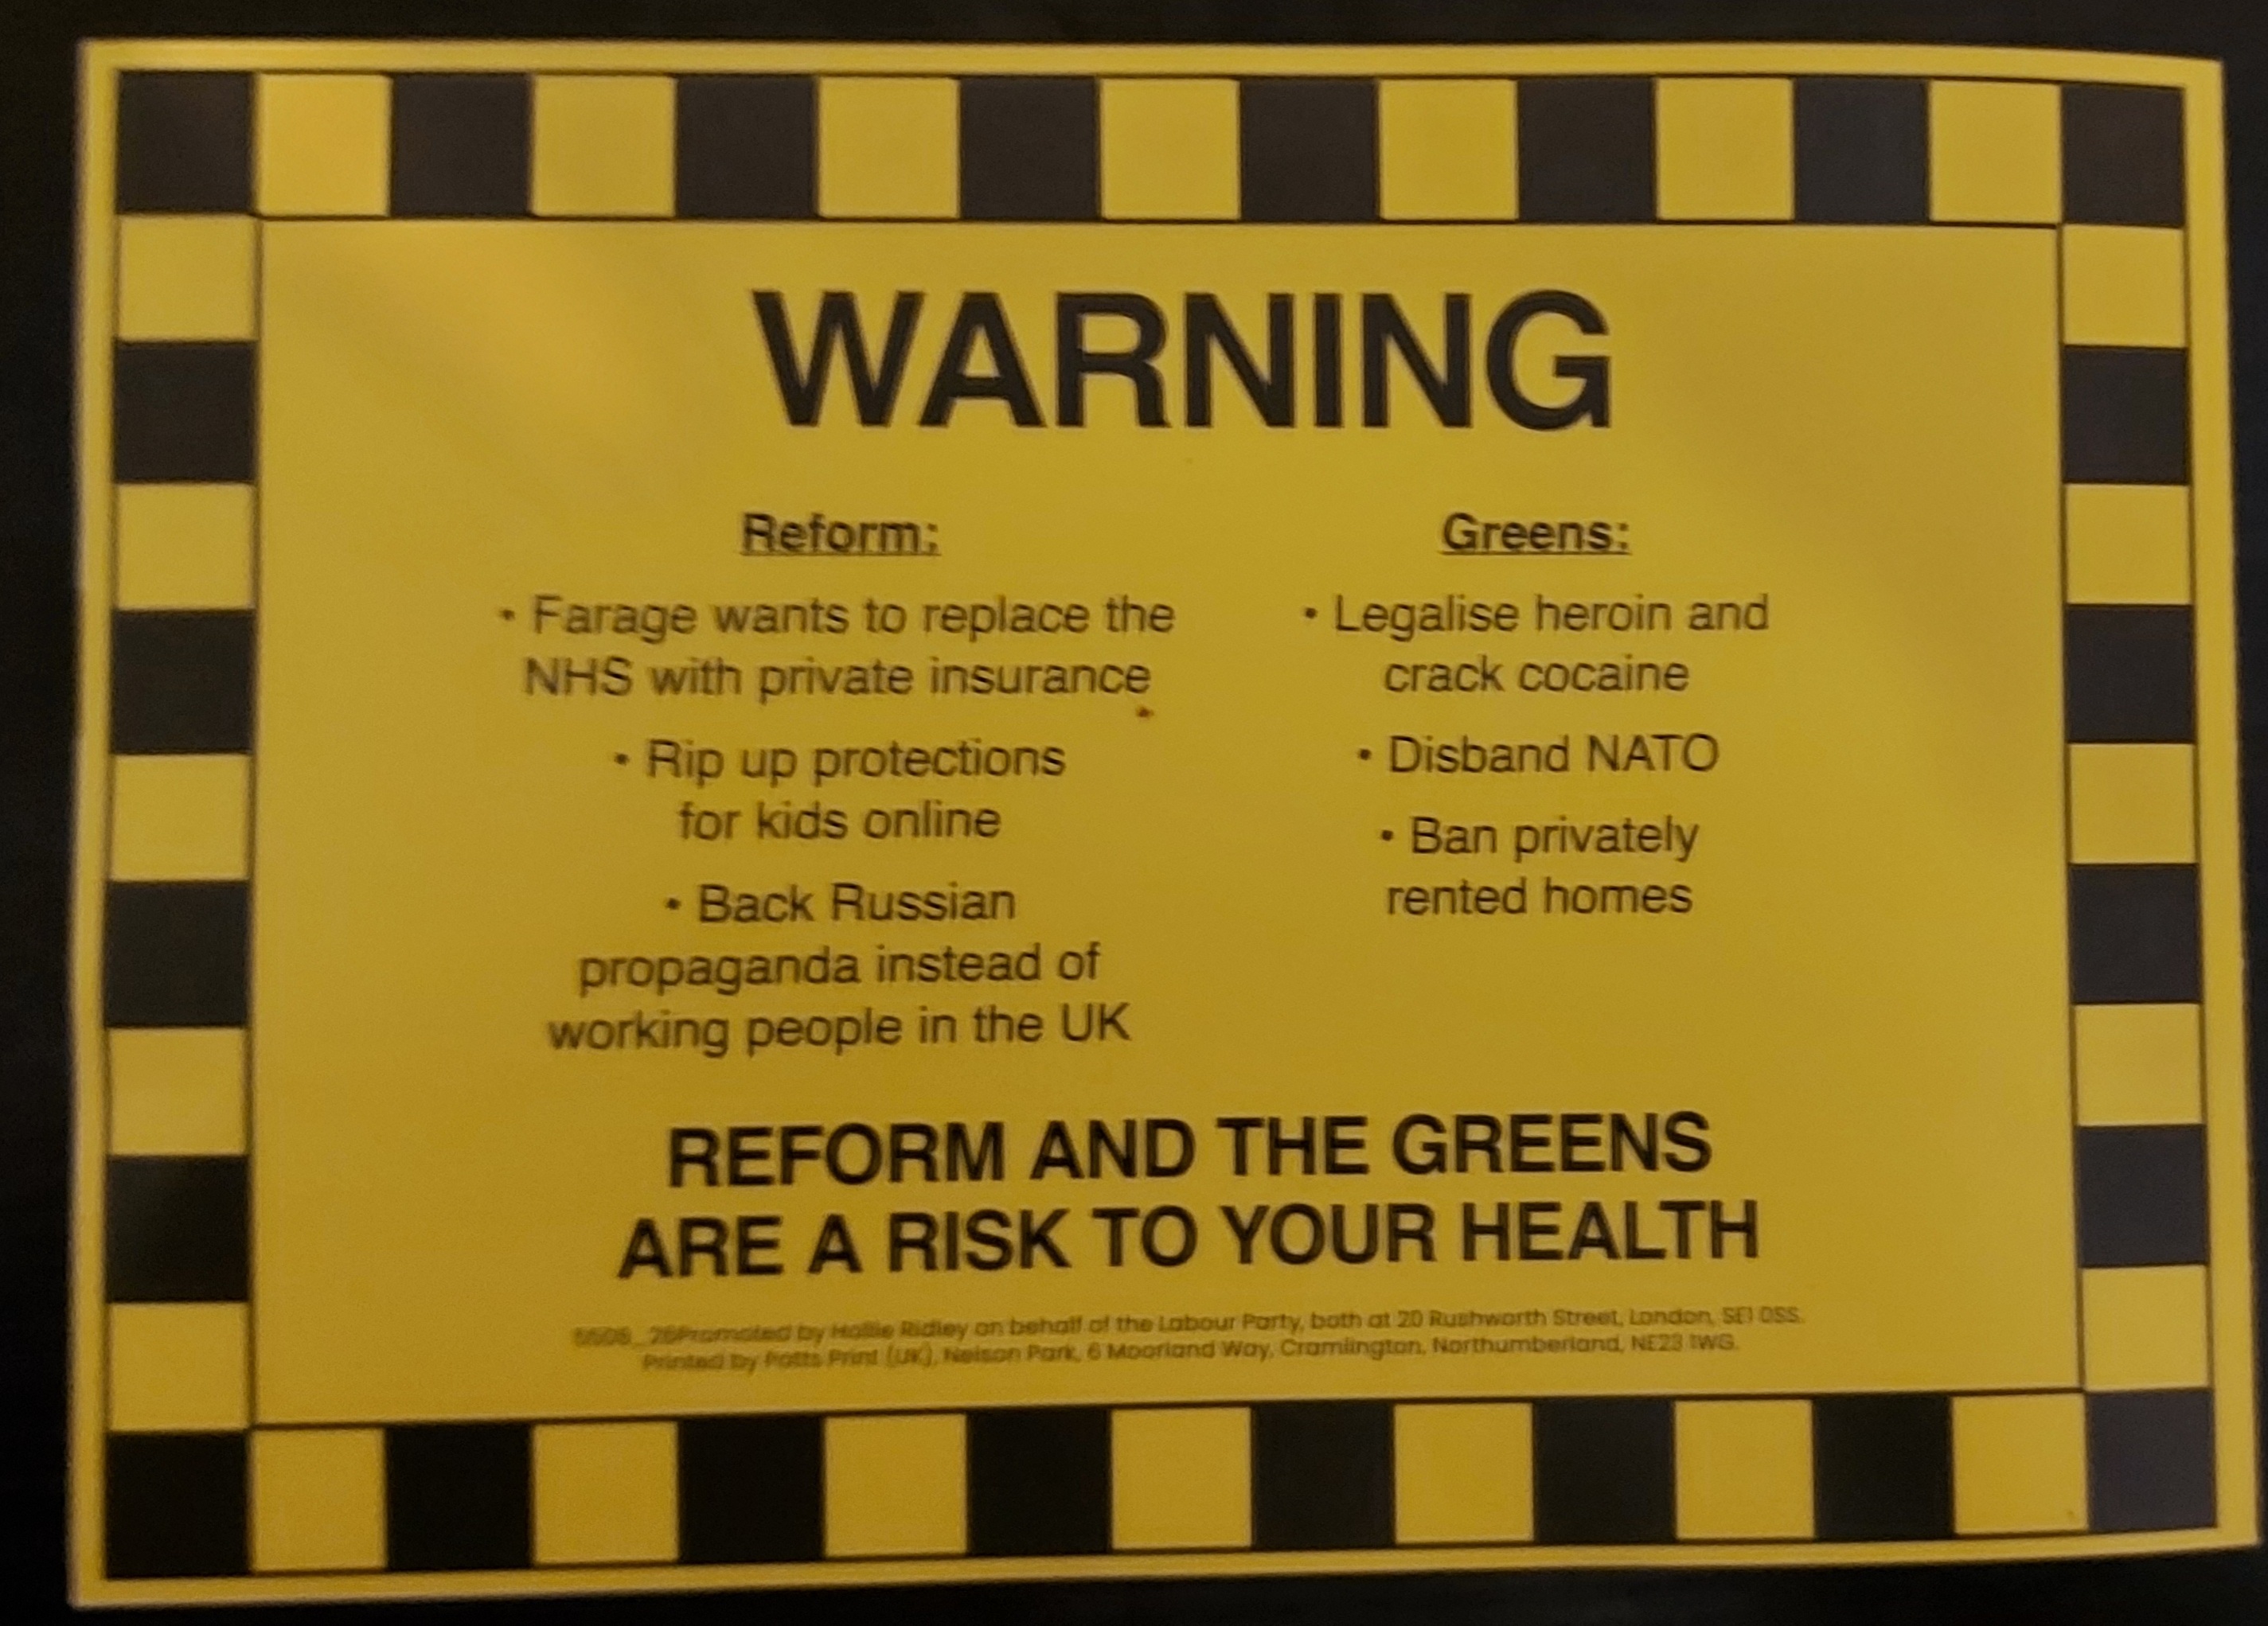 WARNING
Reform:
• Farage wants to replace the
NHS with private insurance
• Rip up protections
for kids online
• Back Russian
propaganda instead of
working people in the UK
Greens:
• Legalise heroin and
crack cocaine
• Disband NATO
• Ban privately
rented homes
REFORM AND THE GREENS
ARE A RISK TO YOUR HEALTH
Promoted by Hollie Ridley on behalf of the Labour Party, both at 20 Rushworth Street, London, SE1 0SS.
Printed by Potts Print (UK), Nelson Park, 6 Moorland Way, Cramlington, Northumberland, NE23 1WG.